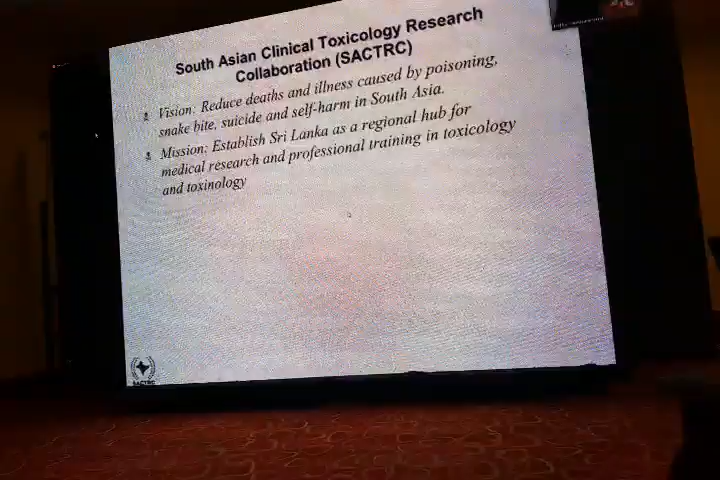 South Asian Clinical Toxicology Research
Collaboration (SACTRC)
Vision: Reduce deaths and illness caused by poisoning,
snake bite, suicide and self-harm in South Asia.
Mission: Establish Sri Lanka as a regional hub for
medical research and professional training in toxicology
and toxinology
SACTRC